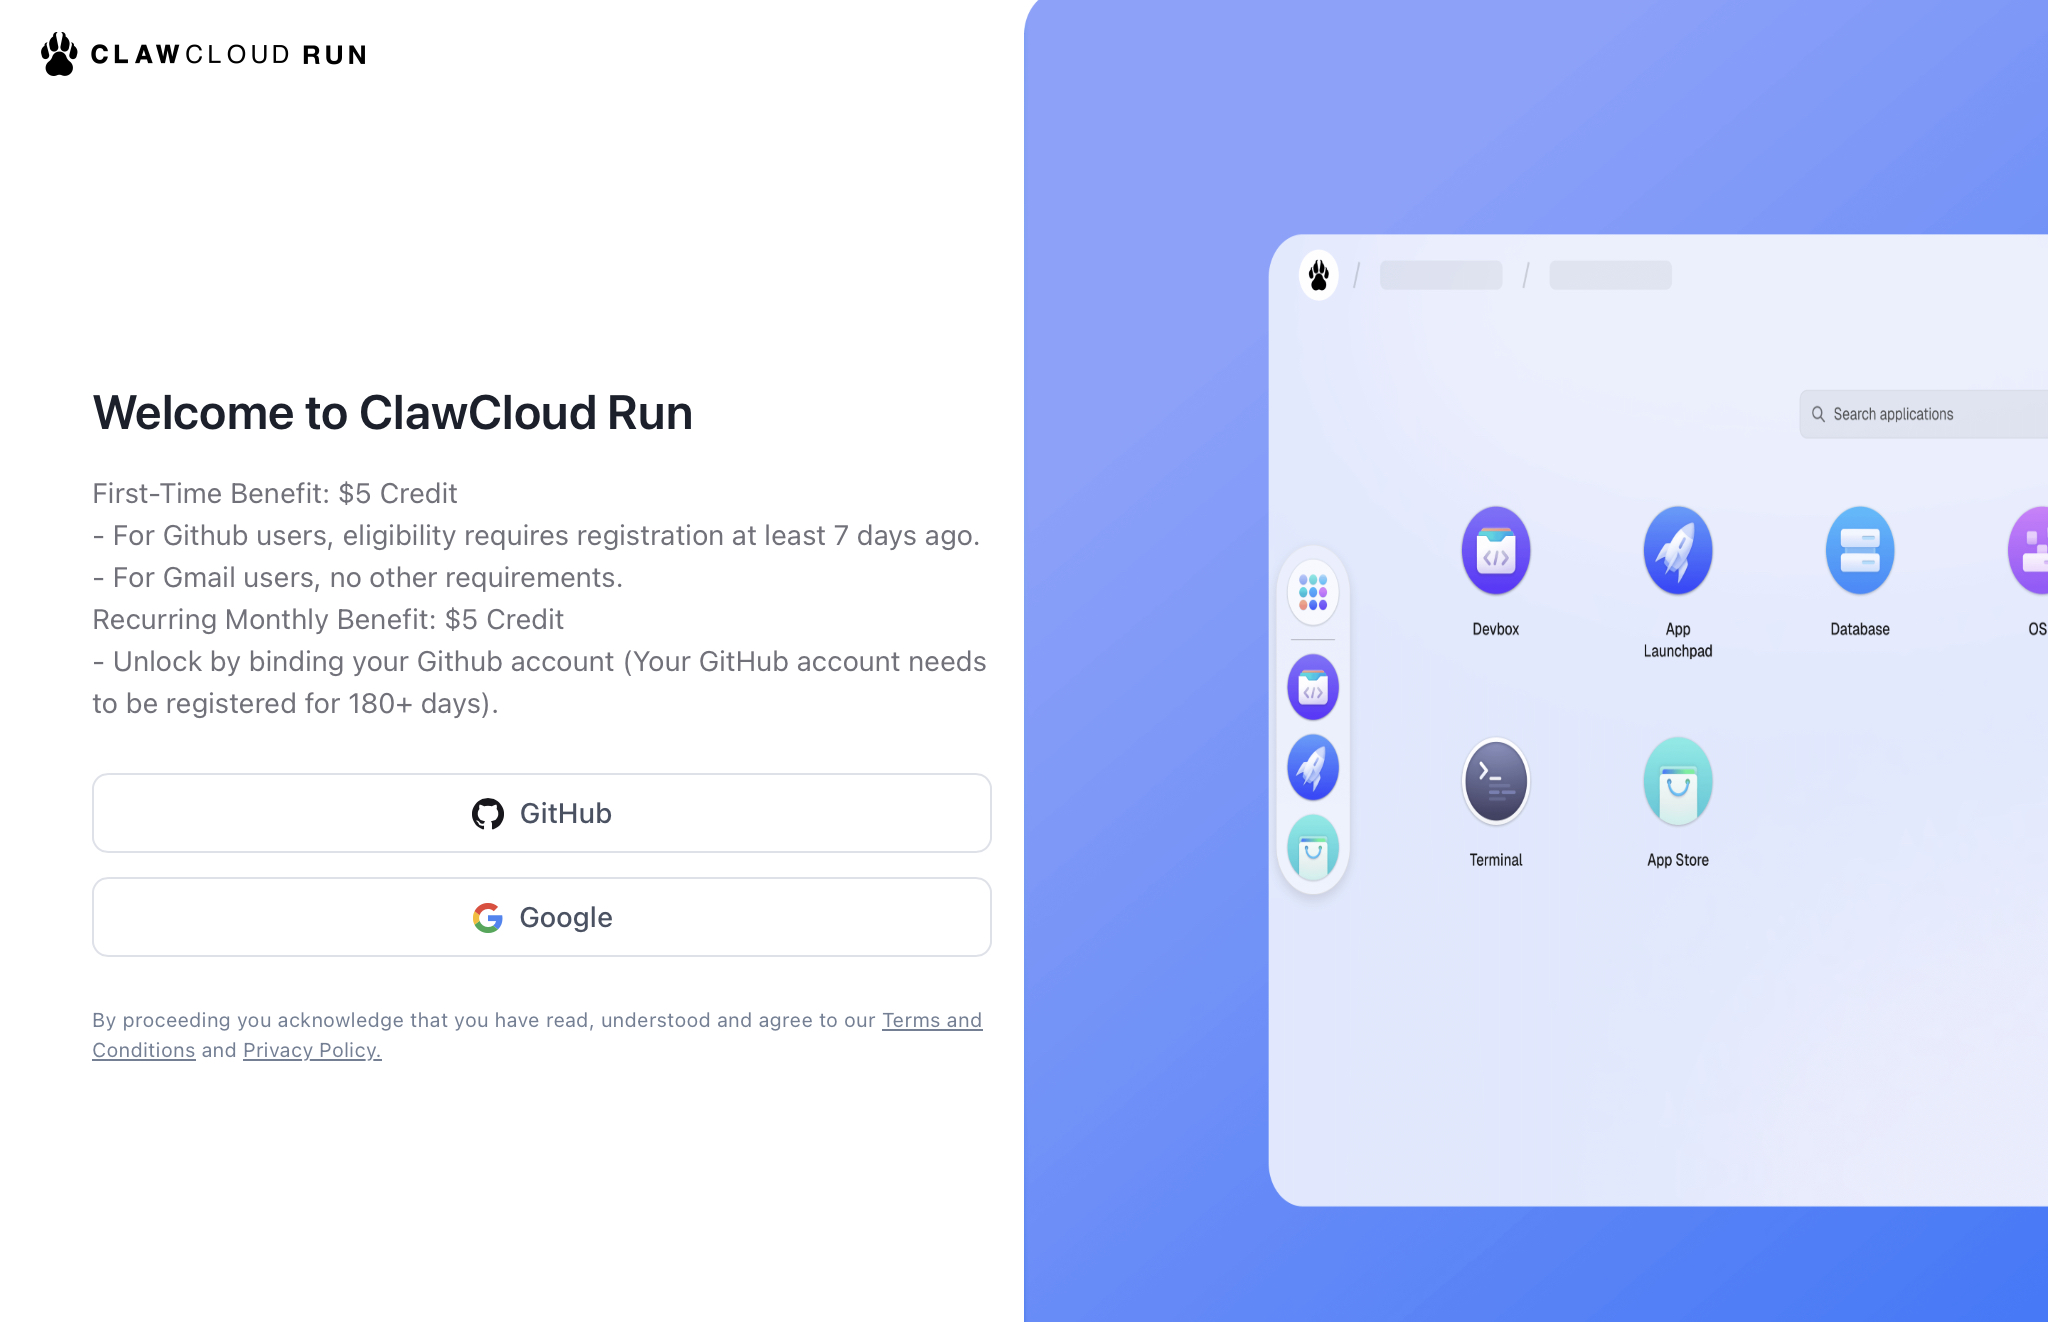 CLAWCLOUD RUN
Welcome to ClawCloud Run
First-Time Benefit: $5 Credit
- For Github users, eligibility requires registration at least 7 days ago.
- For Gmail users, no other requirements.
Recurring Monthly Benefit: $5 Credit
- Unlock by binding your Github account (Your GitHub account needs
to be registered for 180+ days).
GitHub
Google
By proceeding you acknowledge that you have read, understood and agree to our Terms and
Conditions and Privacy Policy.
/ /
Search applications
Devbox
App
Launchpad
Database
OS
Terminal
App Store